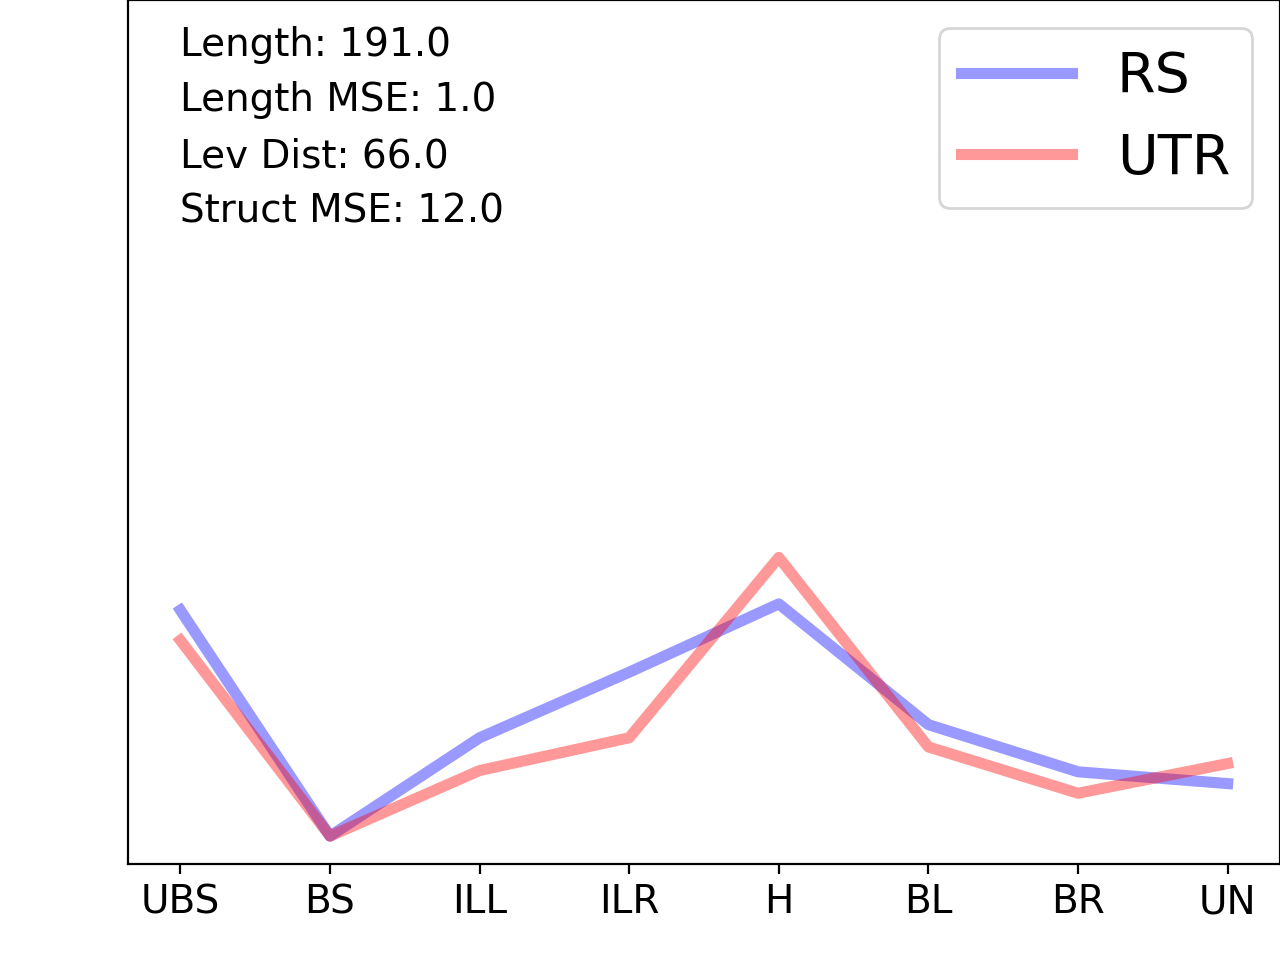 Length: 191.0
Length MSE: 1.0
Lev Dist: 66.0
Struct MSE: 12.0
RS
UTR
UBS BS ILL ILR H BL BR UN